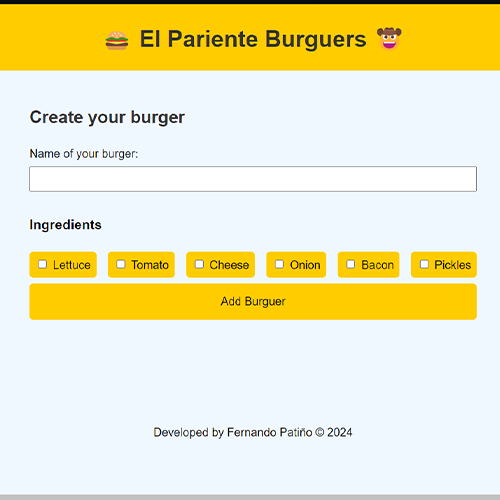 El Pariente Burguers
Create your burger
Name of your burger:
Ingredients
Lettuce Tomato Cheese Onion Bacon Pickles
Add Burguer
Developed by Fernando Patiño © 2024